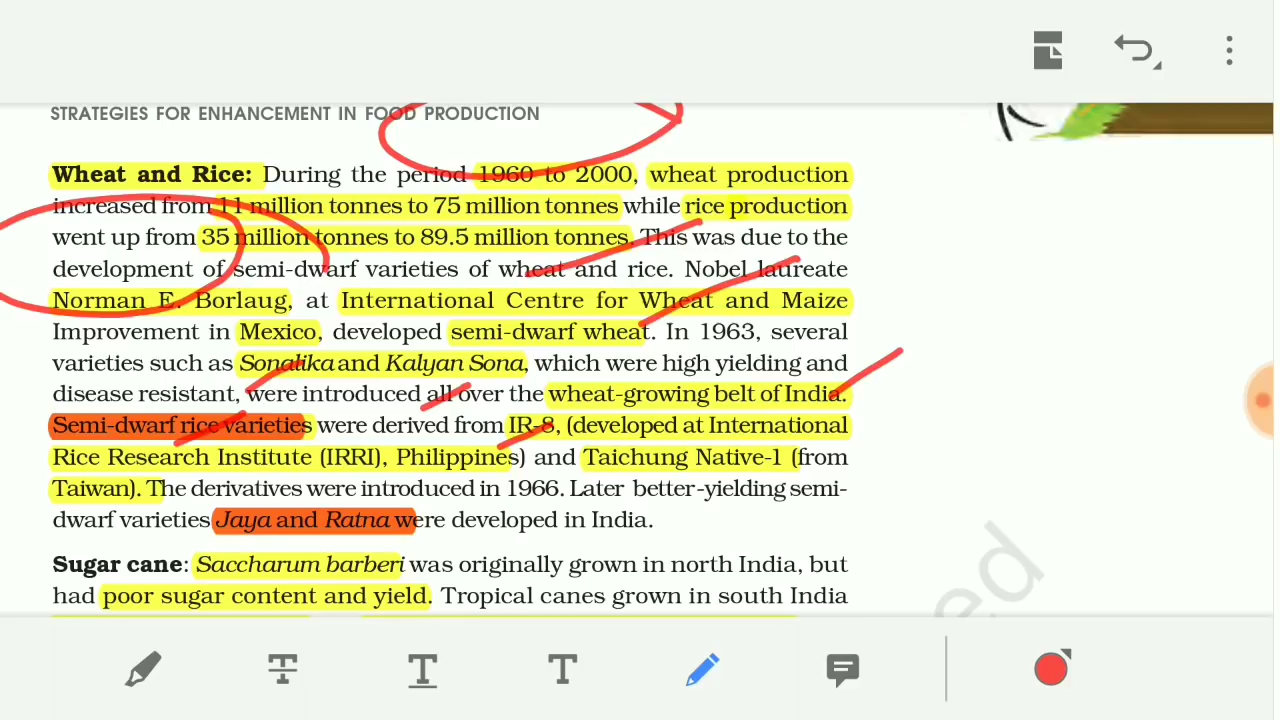 STRATEGIES FOR ENHANCEMENT IN FOOD PRODUCTION
Wheat and Rice: During the period 1960 to 2000, wheat production
increased from 11 million tonnes to 75 million tonnes while rice production
went up from 35 million tonnes to 89.5 million tonnes. This was due to the
development of semi-dwarf varieties of wheat and rice. Nobel laureate
Norman E. Borlaug, at International Centre for Wheat and Maize
Improvement in Mexico, developed semi-dwarf wheat. In 1963, several
varieties such as Sonalika and Kalyan Sona, which were high yielding and
disease resistant, were introduced all over the wheat-growing belt of India.
Semi-dwarf rice varieties were derived from IR-8, (developed at International
Rice Research Institute (IRRI), Philippines) and Taichung Native-1 (from
Taiwan). The derivatives were introduced in 1966. Later better-yielding semi-
dwarf varieties Jaya and Ratna were developed in India.
Sugar cane: Saccharum barberi was originally grown in north India, but
had poor sugar content and yield. Tropical canes grown in south India
ed
T
T
T